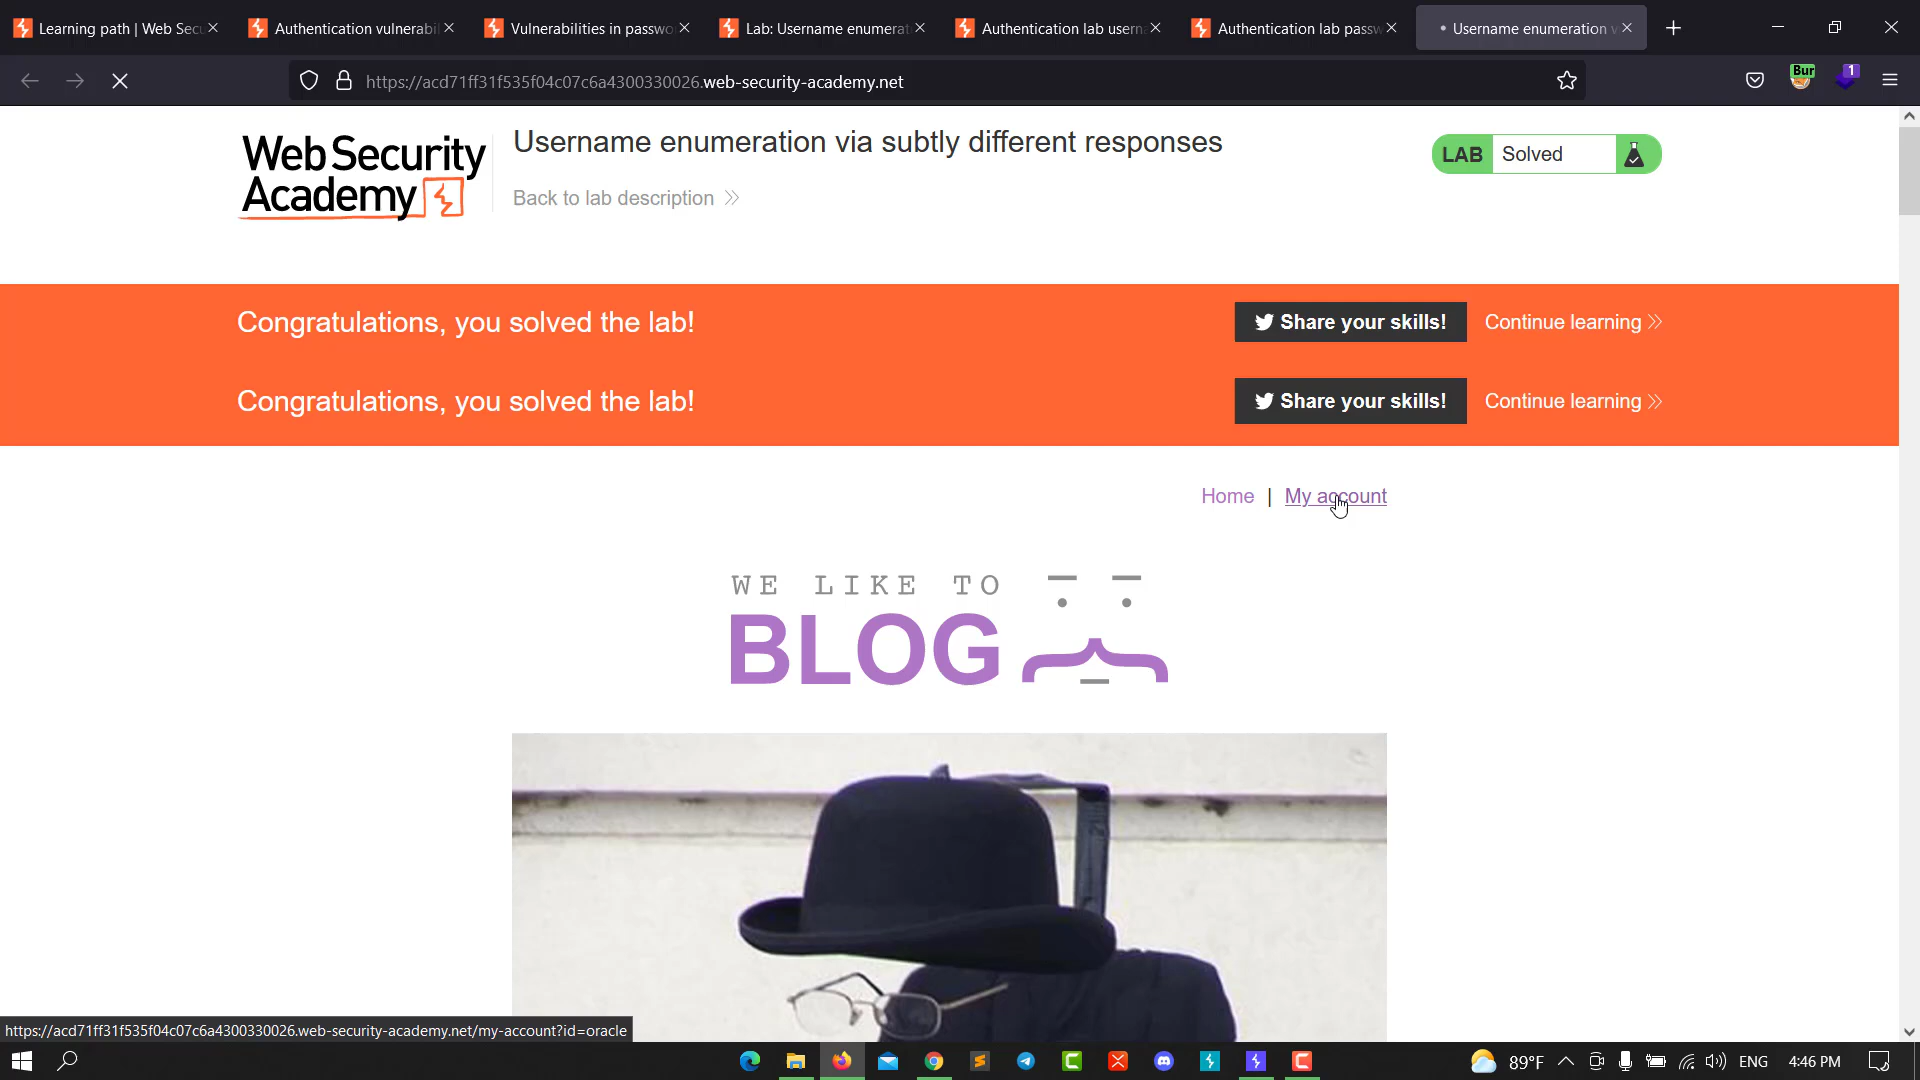 Learning path | Web Secu
Authentication vulnerabil
Vulnerabilities in passwo
Lab: Username enumerat
Authentication lab usern
Authentication lab passw
Username enumeration v
https://acd71ff31f535f04c07c6a4300330026.web-security-academy.net
Bur
1
WebSecurity
Academy
Username enumeration via subtly different responses
Back to lab description
LAB Solved
Congratulations, you solved the lab!
Share your skills!
Continue learning
Congratulations, you solved the lab!
Share your skills!
Continue learning
Home | My account
WE LIKE TO
BLOG
https://acd71ff31f535f04c07c6a4300330026.web-security-academy.net/my-account?id=oracle
89°F
ENG
4:46 PM